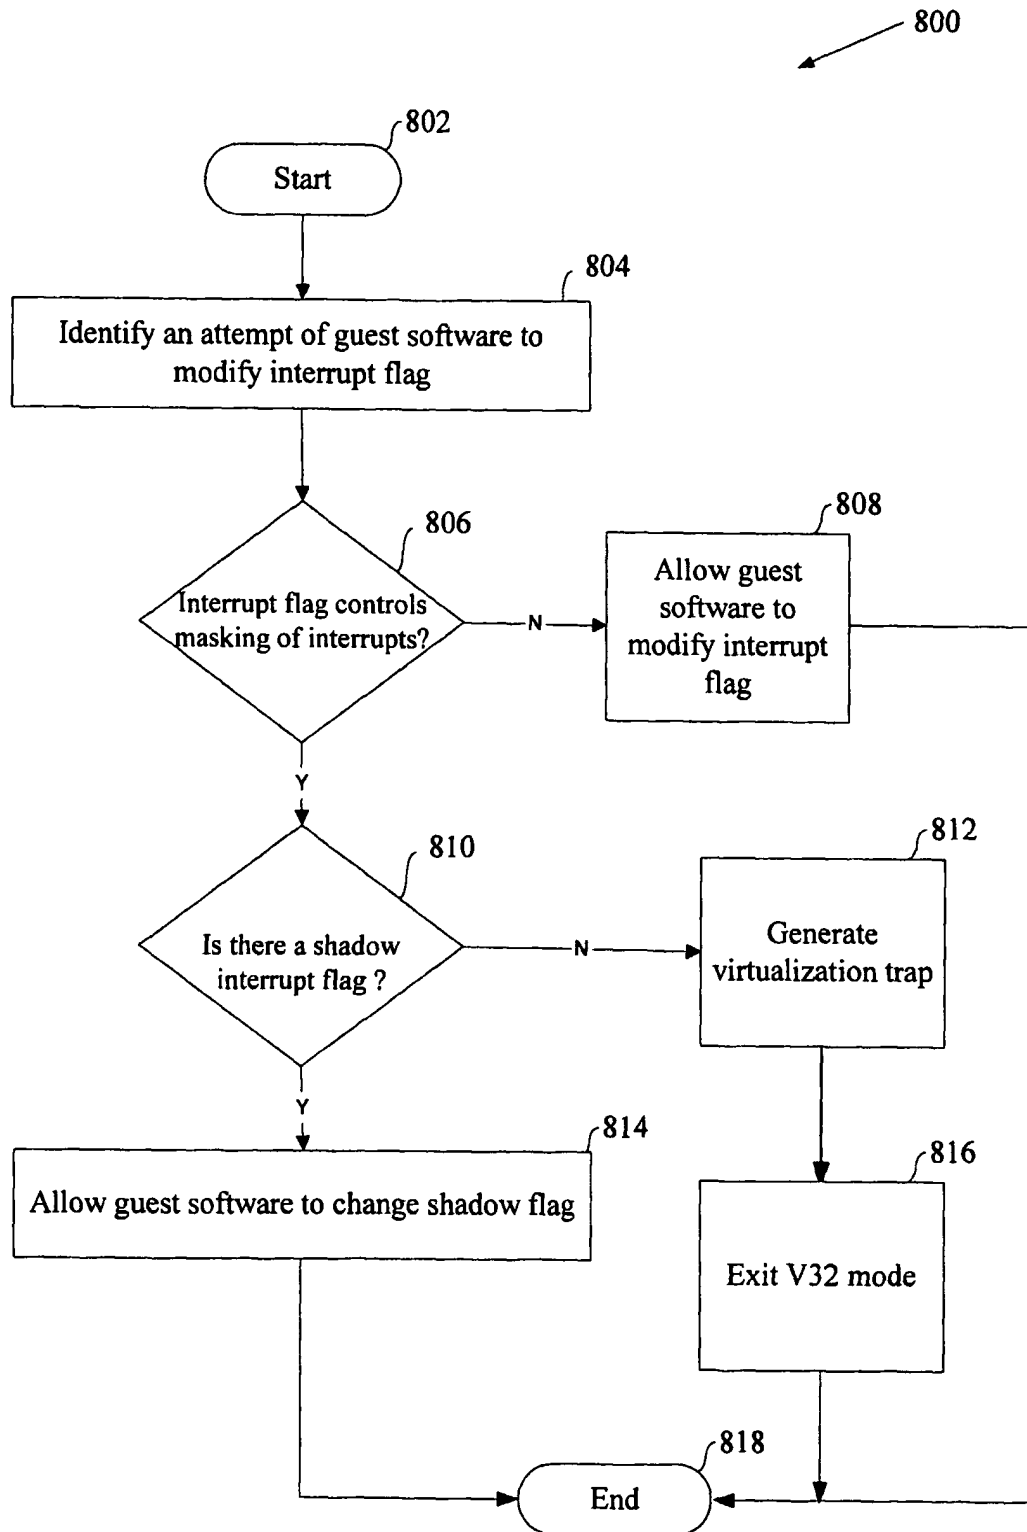 800
802
Start
804
Identify an attempt of guest software to
modify interrupt flag
806
Interrupt flag controls
masking of interrupts?
N
808
Allow guest
software to
modify interrupt
flag
Y
810
Is there a shadow
interrupt flag ?
N
812
Generate
virtualization trap
Y
814
Allow guest software to change shadow flag
816
Exit V32 mode
818
End